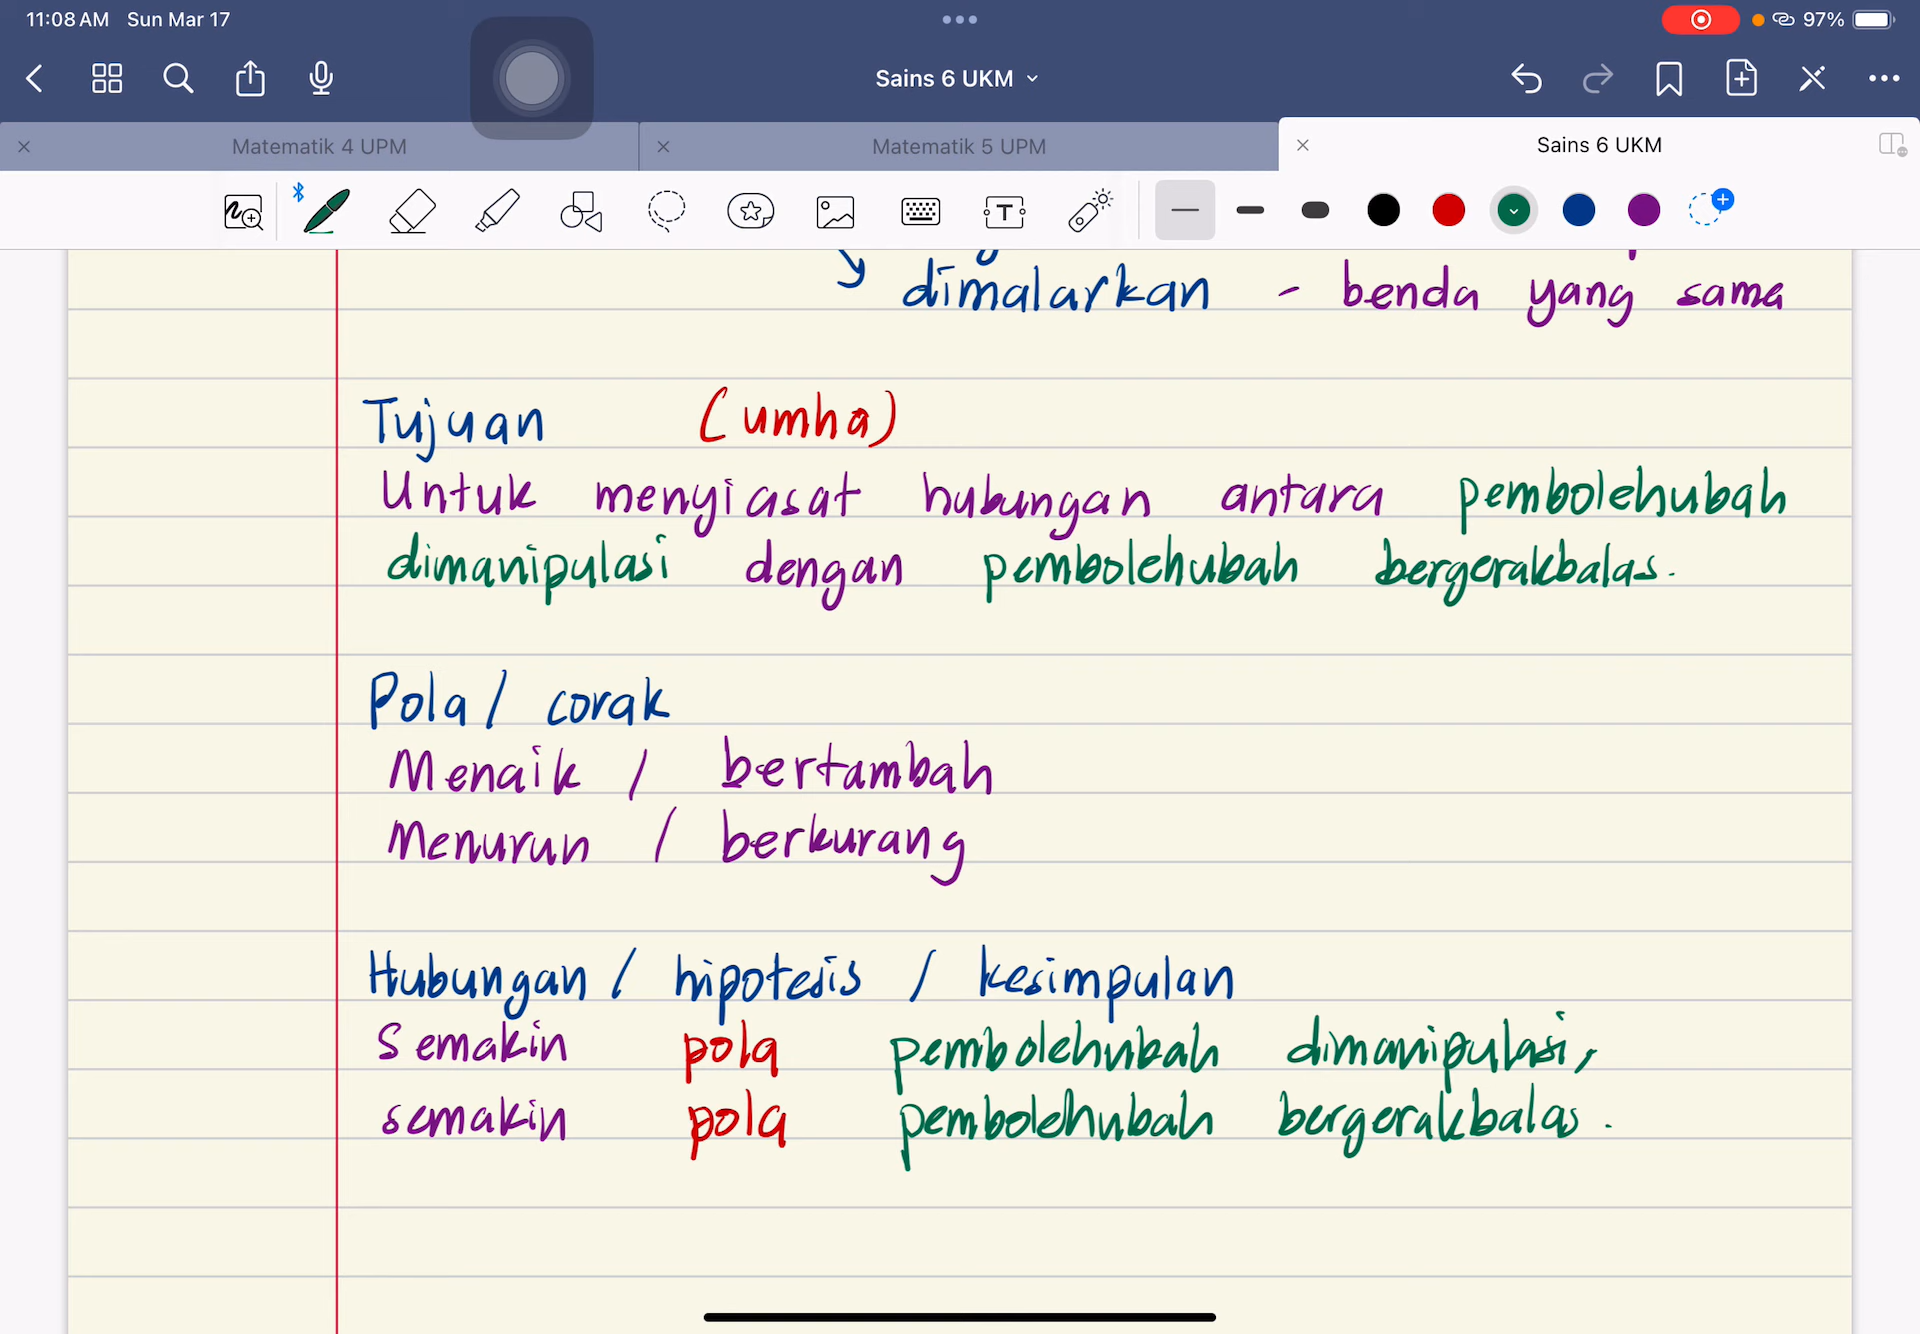 11:08 AM Sun Mar 17
97%
Sains 6 UKM
Matematik 4 UPM
Matematik 5 UPM
Sains 6 UKM
dimalarkan - benda yang sama
Tujuan (umha)
Untuk menyiasat hubungan antara pembolehubah
dimanipulasi dengan pembolehubah bergerakbalas.
Pola / corak
Menaik / bertambah
Menurun / berkurang
Hubungan / hipotesis / kesimpulan
Semakin pola pembolehubah dimanipulasi,
semakin pola pembolehubah bergerakbalas.